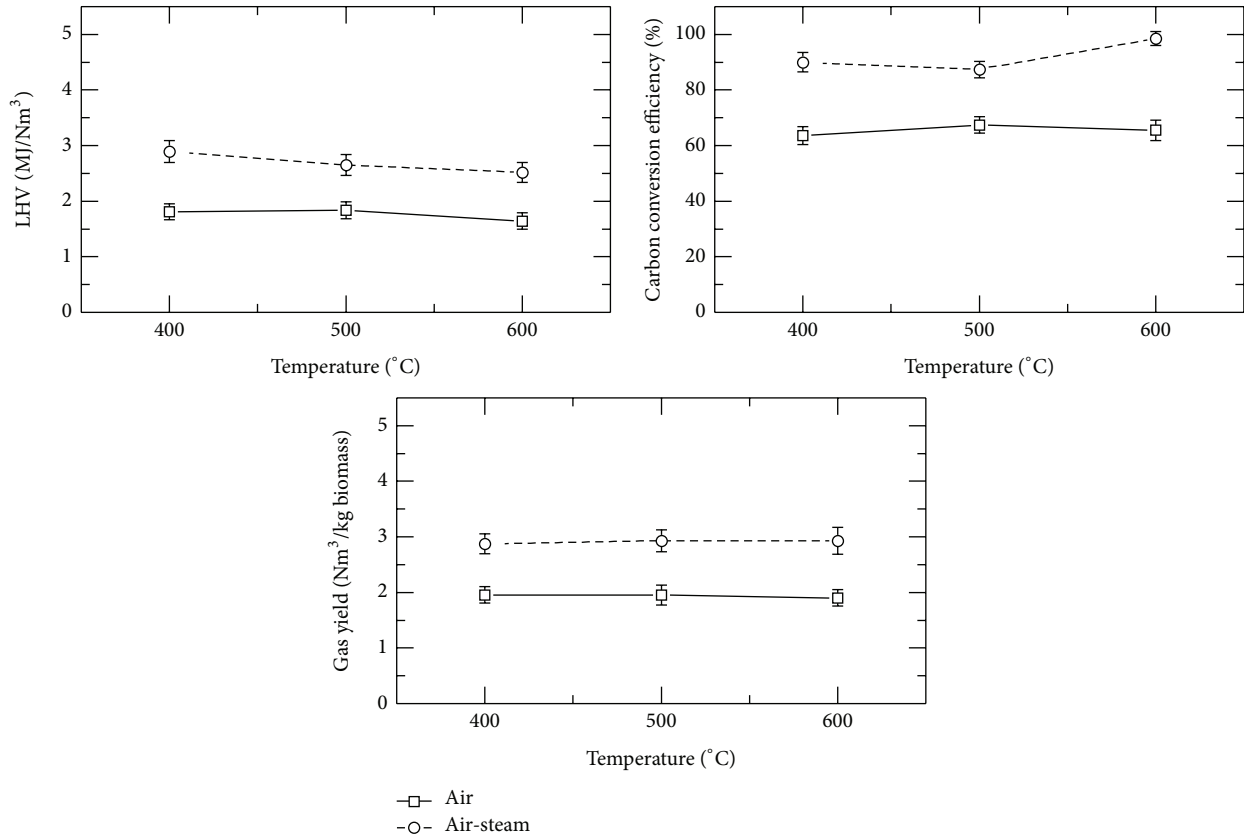 LHV (MJ/Nm³)
5
4
3
2
1
0
400 500 600
Temperature (°C)
Carbon conversion efficiency (%)
100
80
60
40
20
0
400 500 600
Temperature (°C)
Gas yield (Nm³/kg biomass)
5
4
3
2
1
0
400 500 600
Temperature (°C)
Air
Air-steam